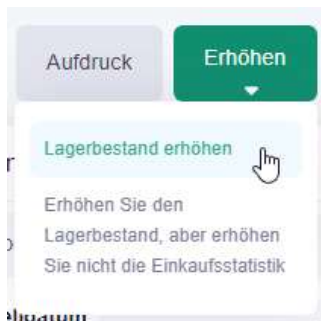 Aufdruck
Erhöhen
Lagerbestand erhöhen
Erhöhen Sie den
Lagerbestand, aber erhöhen
Sie nicht die Einkaufsstatistik